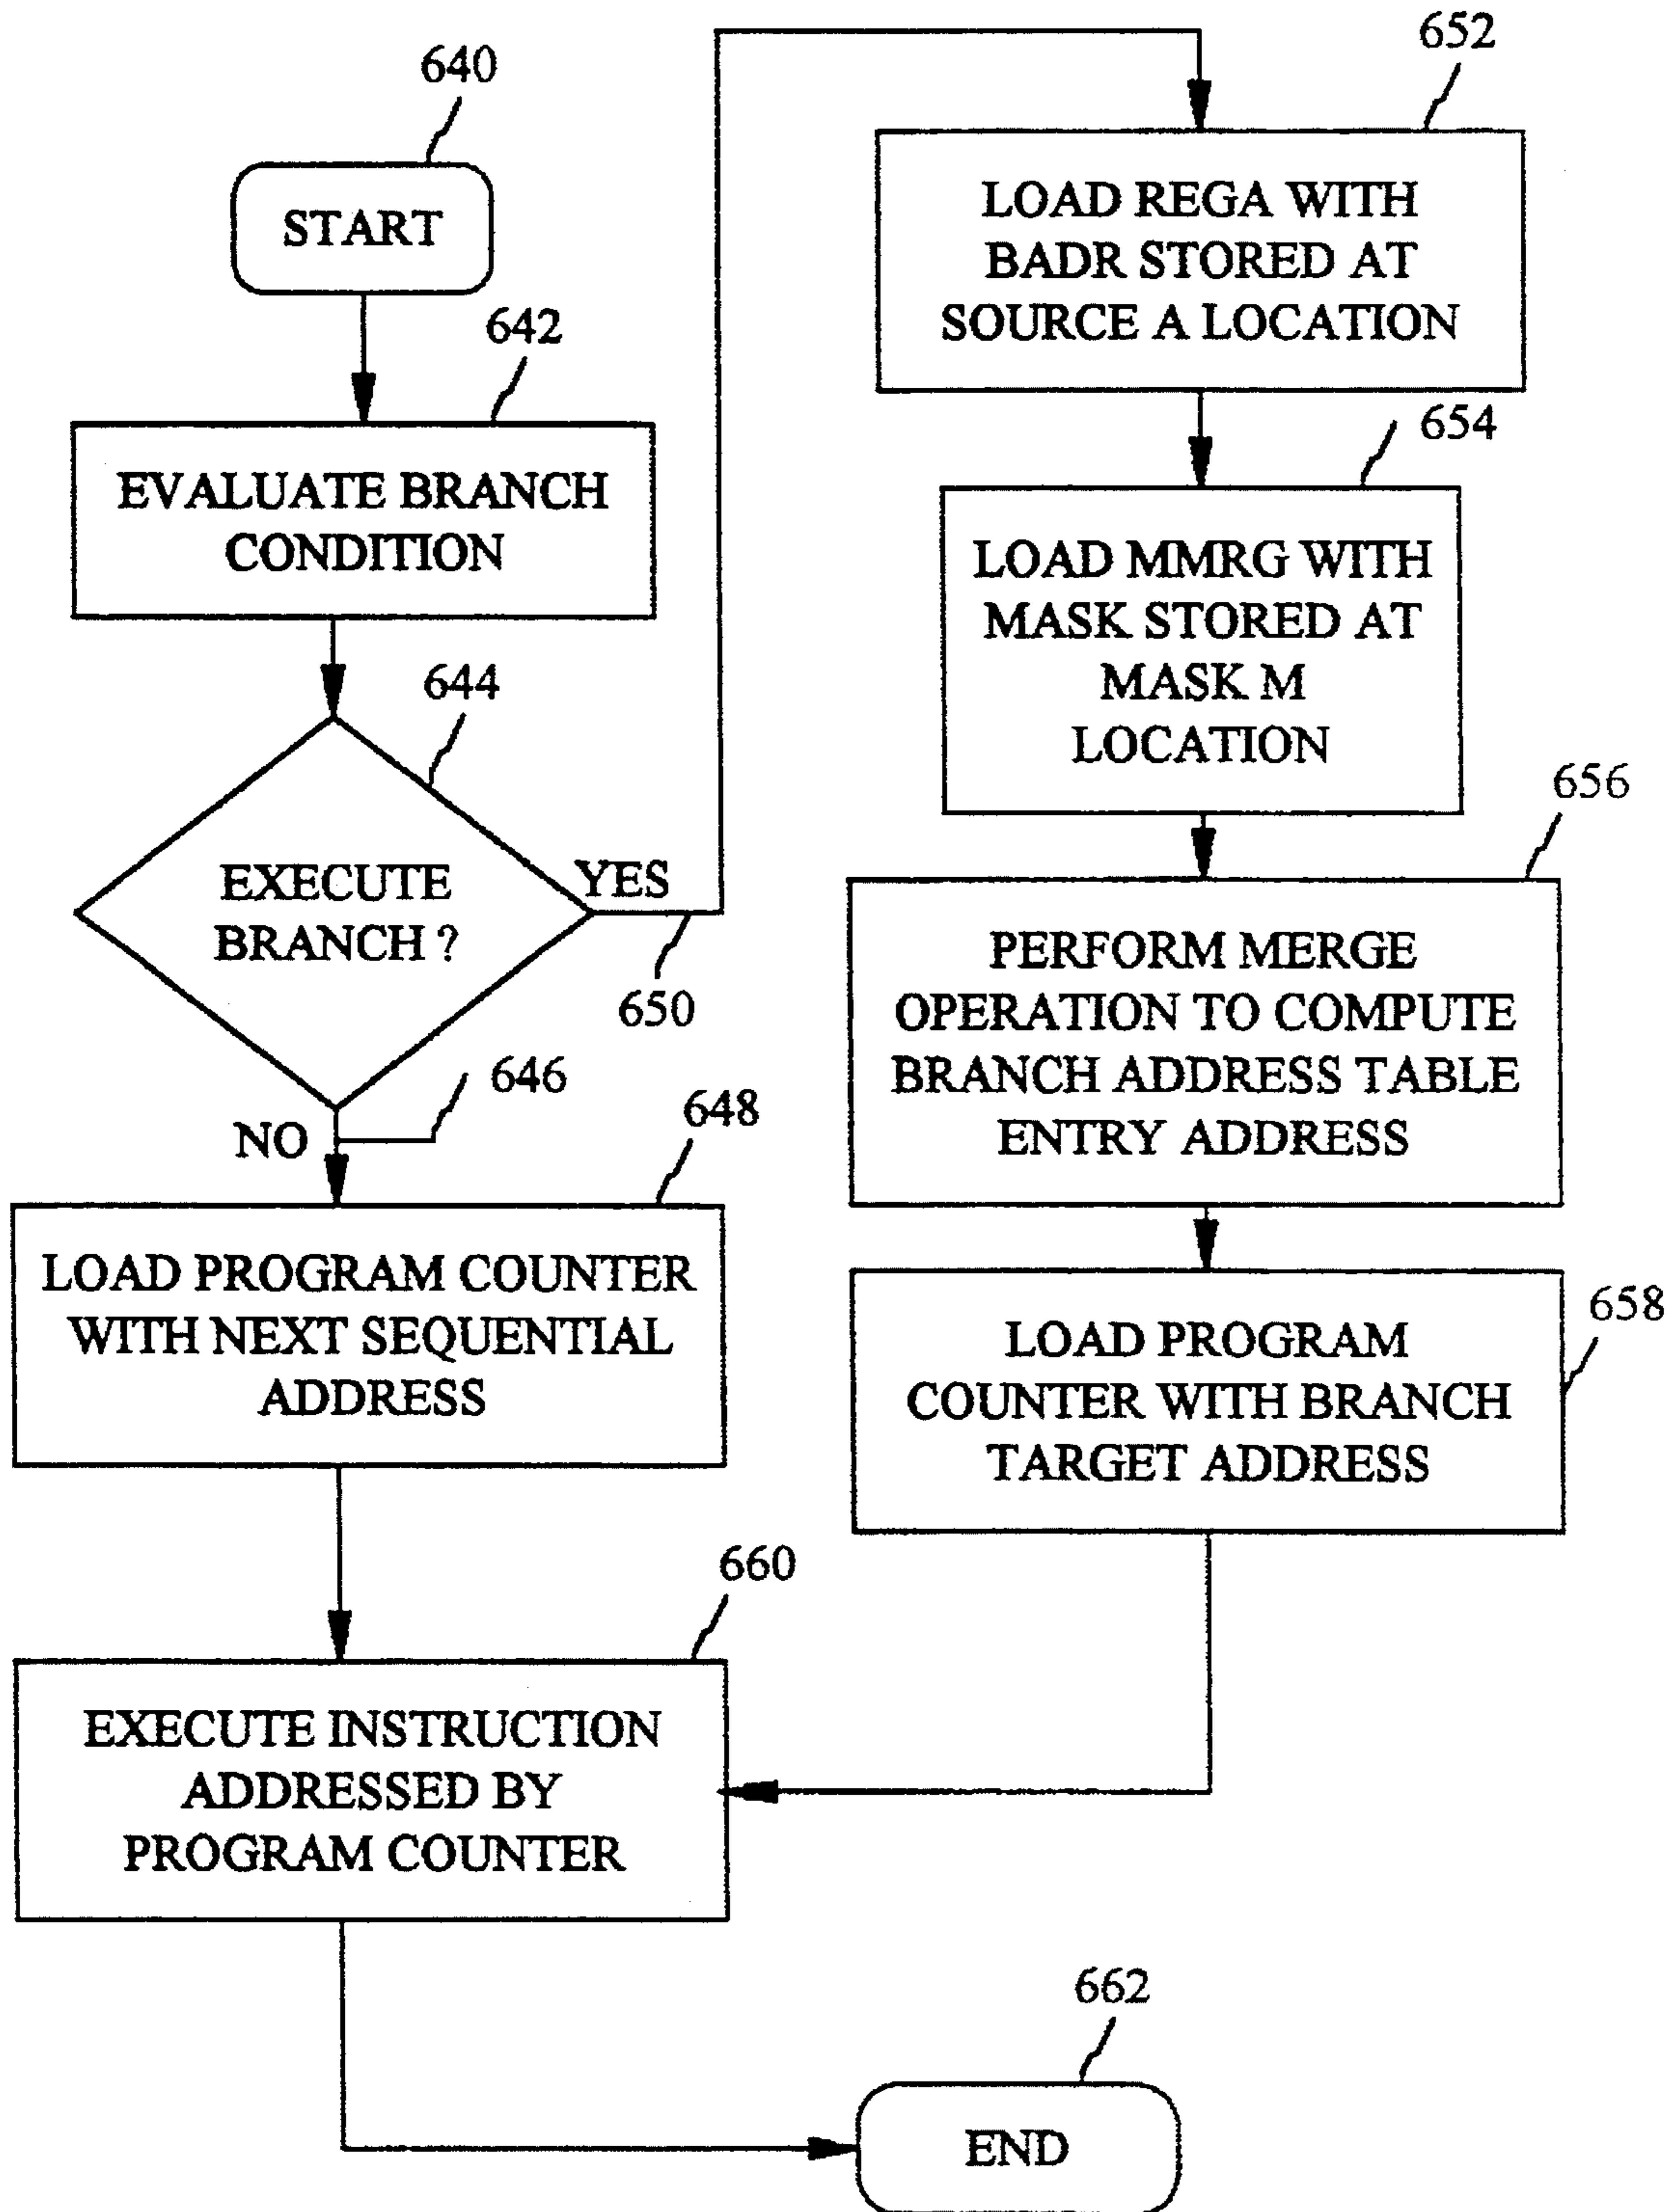 640
START
642
EVALUATE BRANCH
CONDITION
644
EXECUTE
BRANCH ?
YES
650
646
NO
648
LOAD PROGRAM COUNTER
WITH NEXT SEQUENTIAL
ADDRESS
652
LOAD REGA WITH
BADR STORED AT
SOURCE A LOCATION
654
LOAD MMRG WITH
MASK STORED AT
MASK M
LOCATION
656
PERFORM MERGE
OPERATION TO COMPUTE
BRANCH ADDRESS TABLE
ENTRY ADDRESS
658
LOAD PROGRAM
COUNTER WITH BRANCH
TARGET ADDRESS
660
EXECUTE INSTRUCTION
ADDRESSED BY
PROGRAM COUNTER
662
END